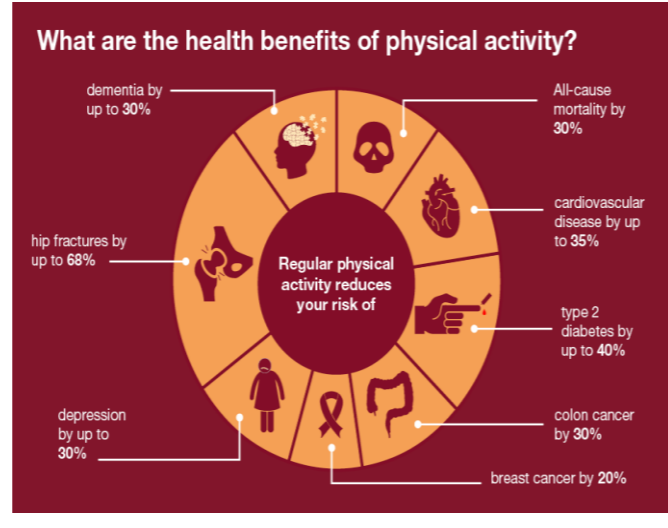 What are the health benefits of physical activity?
dementia by
up to 30%
All-cause
mortality by
30%
cardiovascular
disease by up
to 35%
hip fractures by
up to 68%
Regular physical
activity reduces
your risk of
type 2
diabetes by
up to 40%
depression
by up to
30%
colon cancer
by 30%
breast cancer by 20%